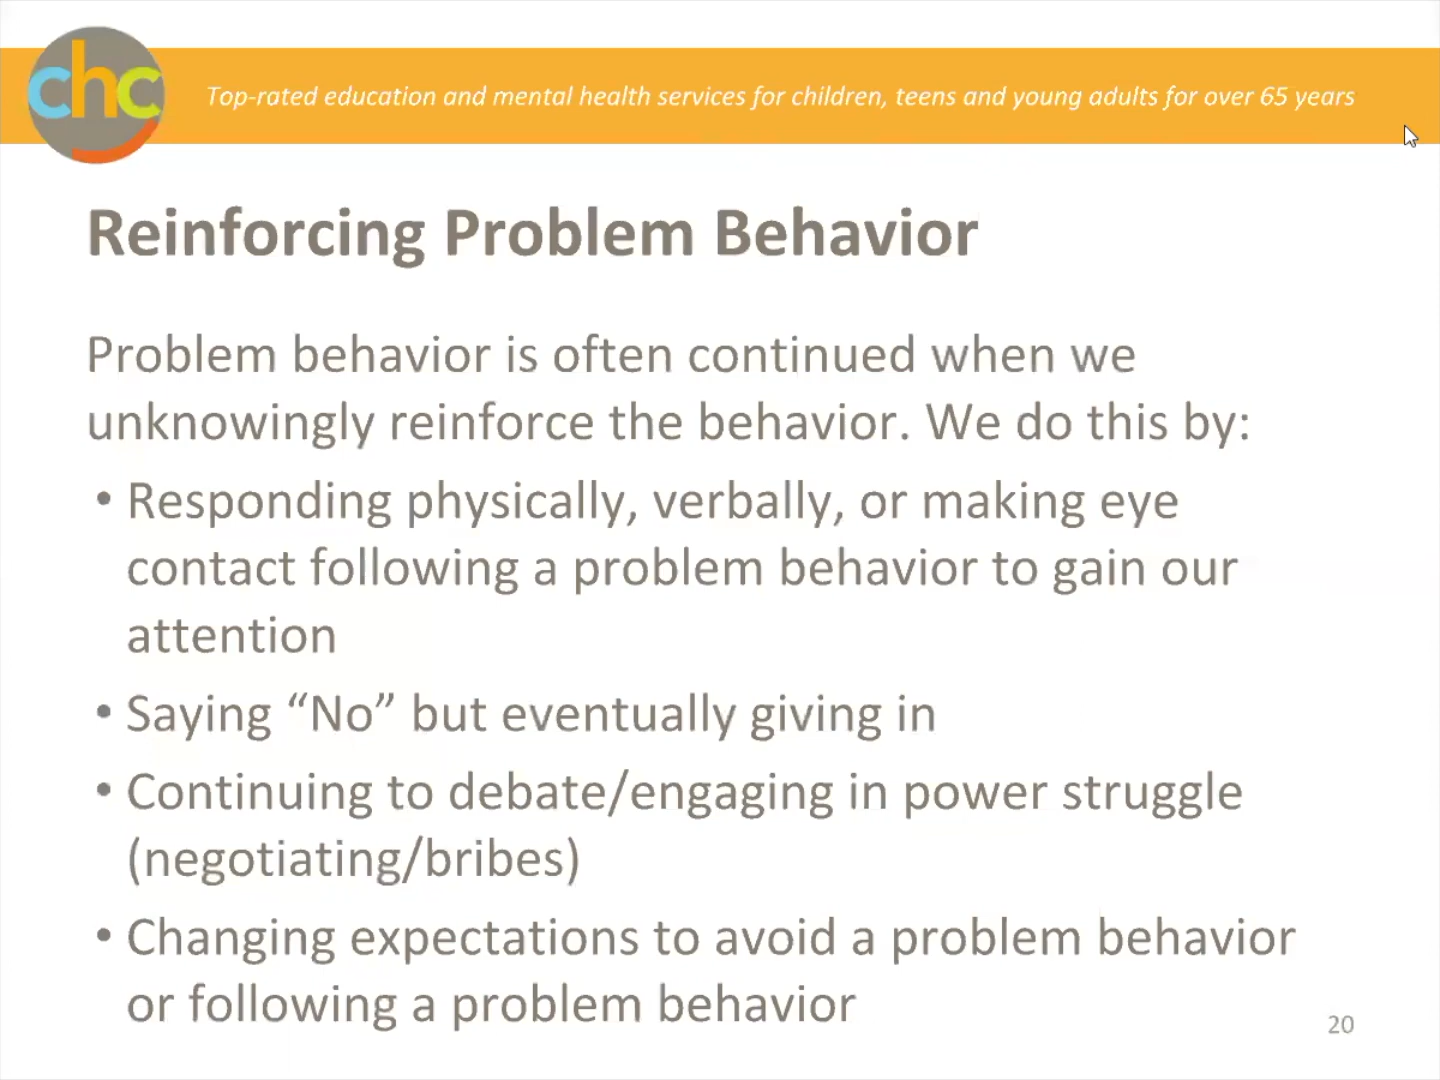 chc
Top-rated education and mental health services for children, teens and young adults for over 65 years
Reinforcing Problem Behavior
Problem behavior is often continued when we
unknowingly reinforce the behavior. We do this by:
• Responding physically, verbally, or making eye
contact following a problem behavior to gain our
attention
• Saying “No” but eventually giving in
• Continuing to debate/engaging in power struggle
(negotiating/bribes)
• Changing expectations to avoid a problem behavior
or following a problem behavior
20